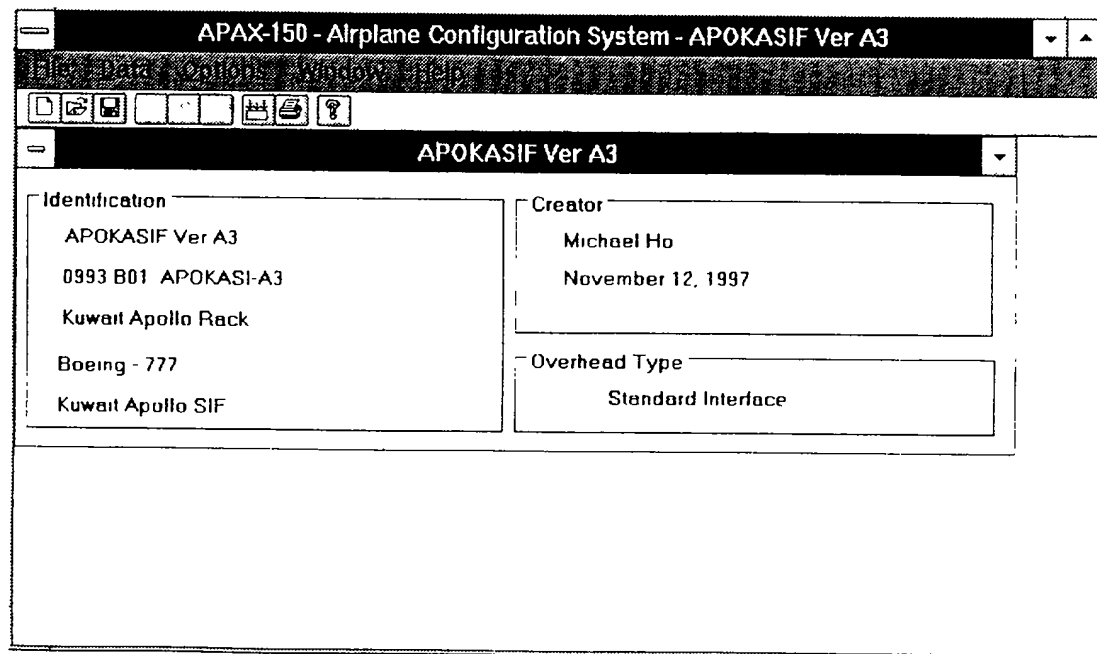 APAX-150 - Airplane Configuration System - APOKASIF Ver A3
File Data Options Window Help
APOKASIF Ver A3
Identification
APOKASIF Ver A3
0993 B01 APOKASI-A3
Kuwait Apollo Rack
Boeing - 777
Kuwait Apollo SIF
Creator
Michael Ho
November 12, 1997
Overhead Type
Standard Interface